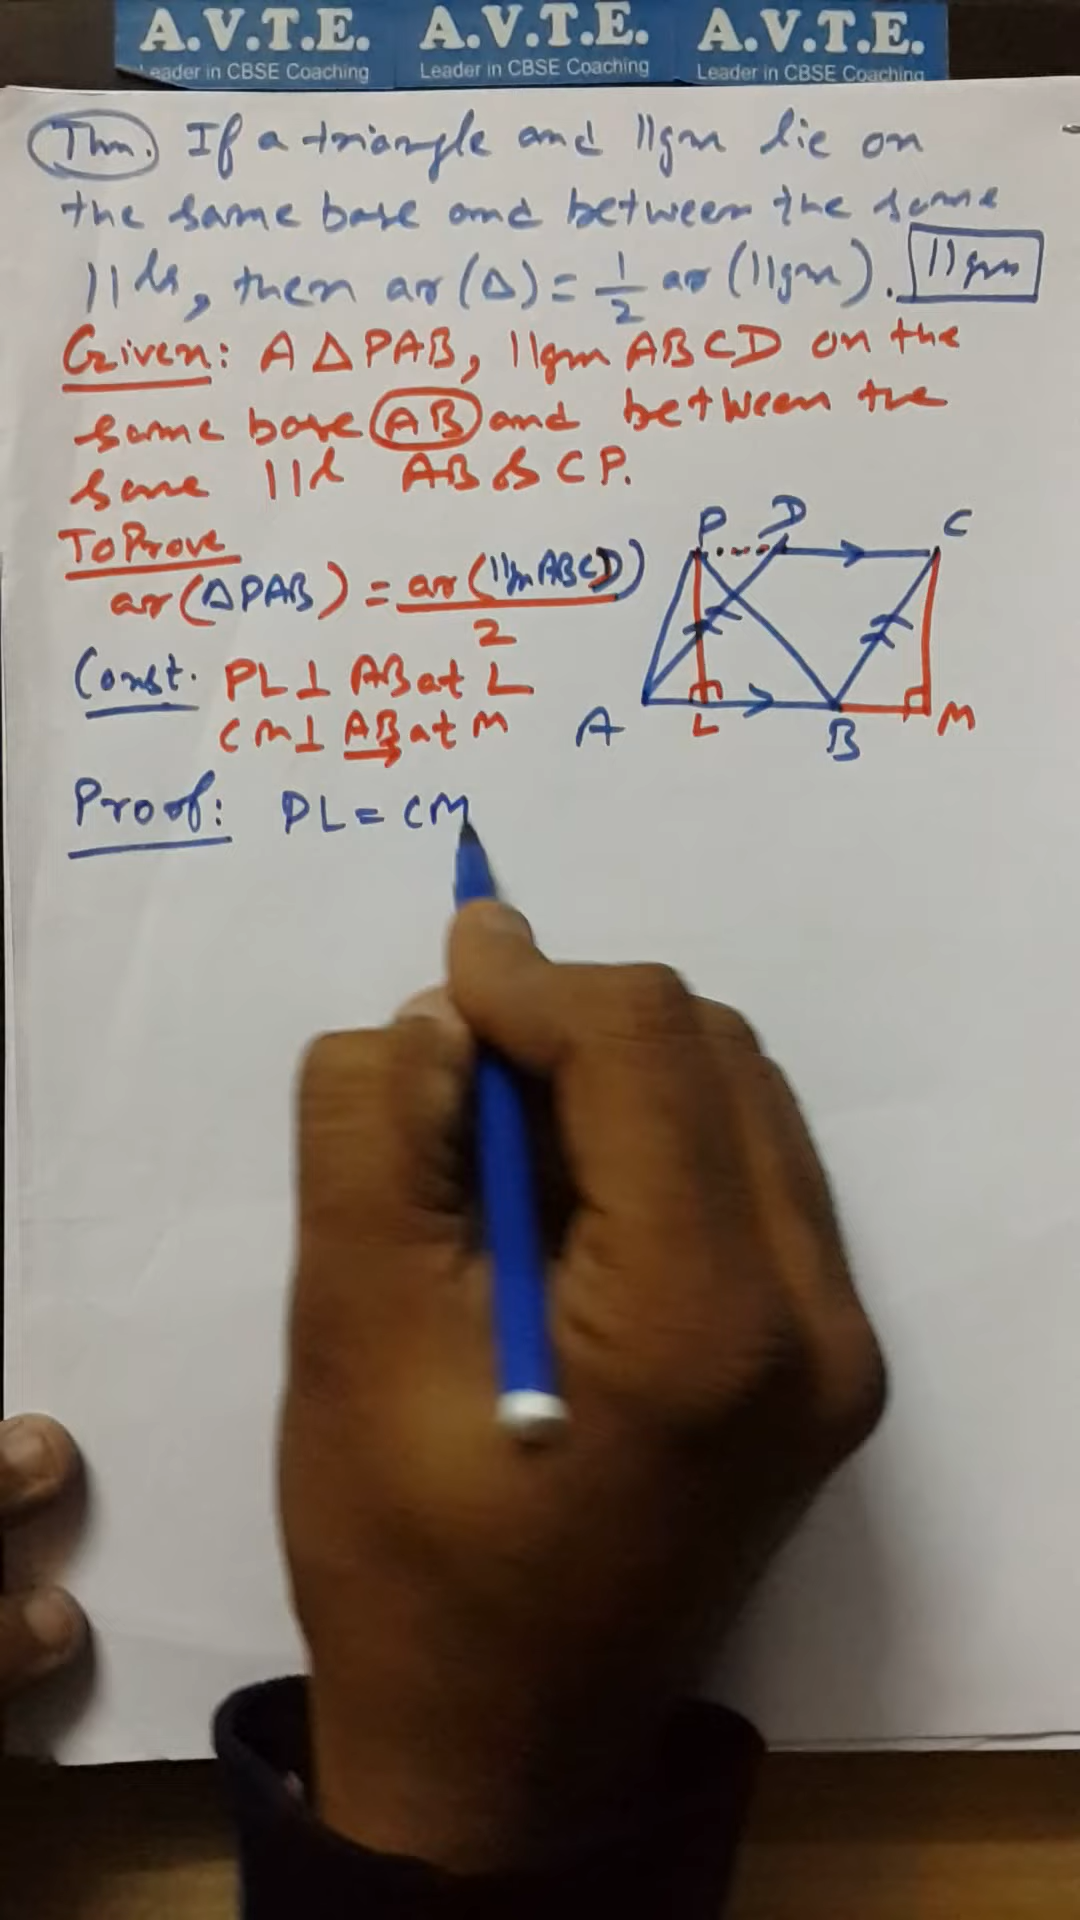 A.V.T.E. A.V.T.E. A.V.T.E.
Leader in CBSE Coaching Leader in CBSE Coaching Leader in CBSE Coaching
Thm. If a triangle and ||gm lie on
the same base and between the same
||ls, then ar(Δ) = 1/2 ar(||gm). ||gm
Given: A Δ PAB, ||gm ABCD on the
same base AB and between the
same ||l AB & CP.
To Prove
ar(ΔPAB) = ar(||gm ABCD)/2
Const. PL ⊥ AB at L
CM ⊥ AB at M
P D C
A L B M
Proof: PL = CM